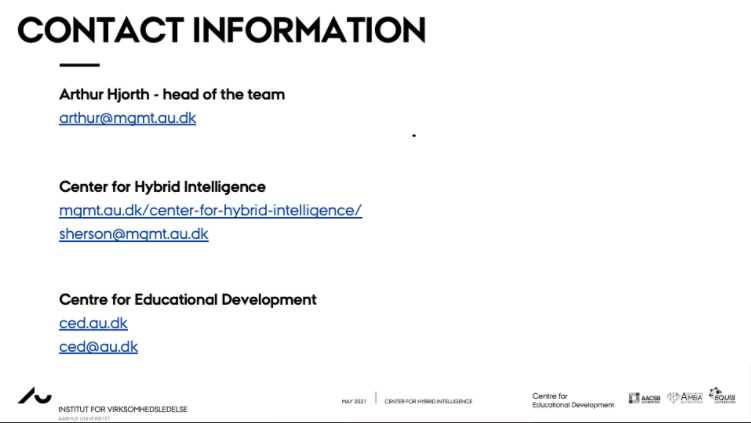 CONTACT INFORMATION
Arthur Hjorth - head of the team
arthur@mgmt.au.dk
Center for Hybrid Intelligence
mgmt.au.dk/center-for-hybrid-intelligence/
sherson@mgmt.au.dk
Centre for Educational Development
ced.au.dk
ced@au.dk
INSTITUT FOR VIRKSOMHEDSLEDELSE
AARHUS UNIVERSITET
MAY 2021
CENTER FOR HYBRID INTELLIGENCE
Centre for
Educational Development
AACSB
ACCREDITED
AMBA
EQUIS